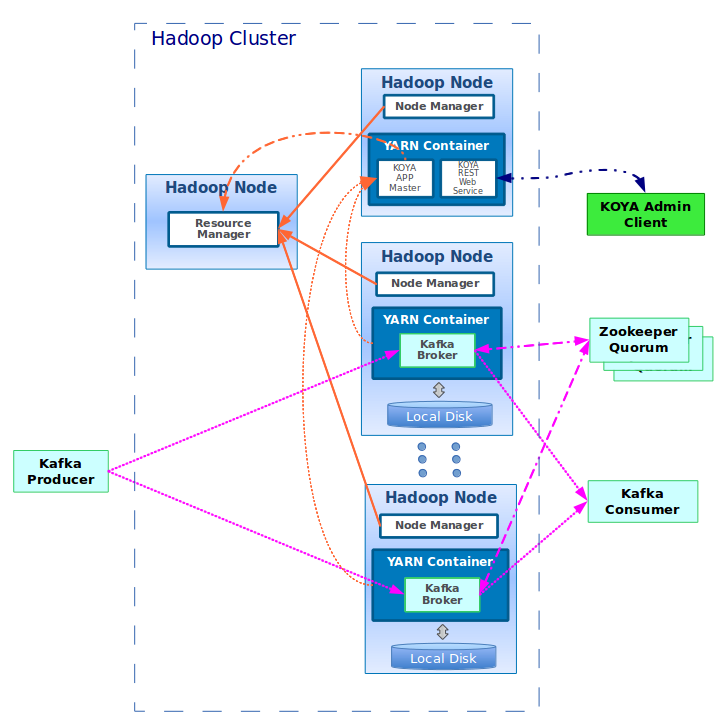 Hadoop Cluster
Hadoop Node
Node Manager
YARN Container
KOYA
APP
Master
KOYA
REST
Web
Service
Hadoop Node
Resource
Manager
KOYA Admin
Client
Hadoop Node
Node Manager
YARN Container
Kafka
Broker
Local Disk
Zookeeper
Quorum
Kafka
Producer
Kafka
Consumer
Hadoop Node
Node Manager
YARN Container
Kafka
Broker
Local Disk